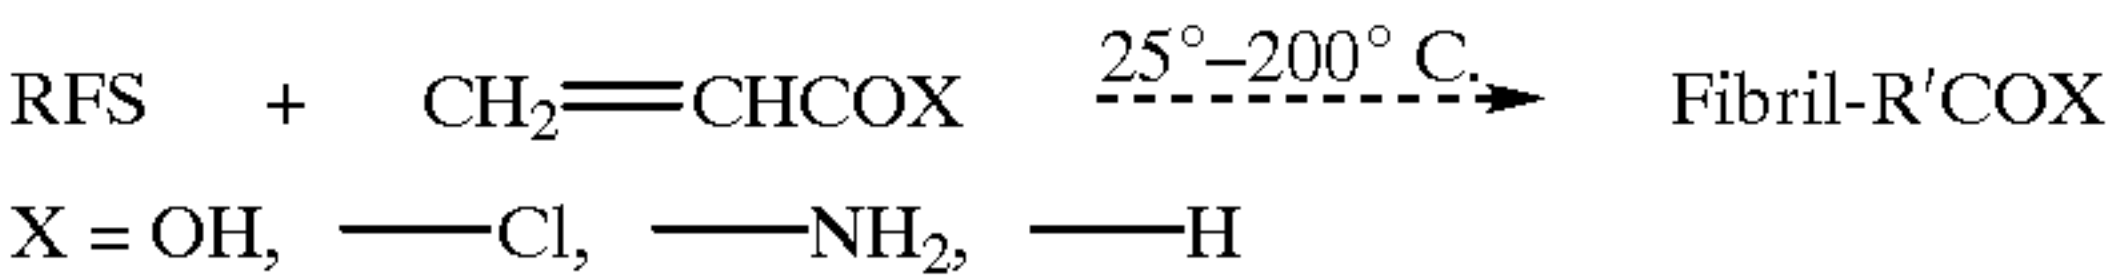 RFS + CH₂=CHCOX 25°–200° C. Fibril-R'COX
X = OH, —Cl, —NH₂, —H